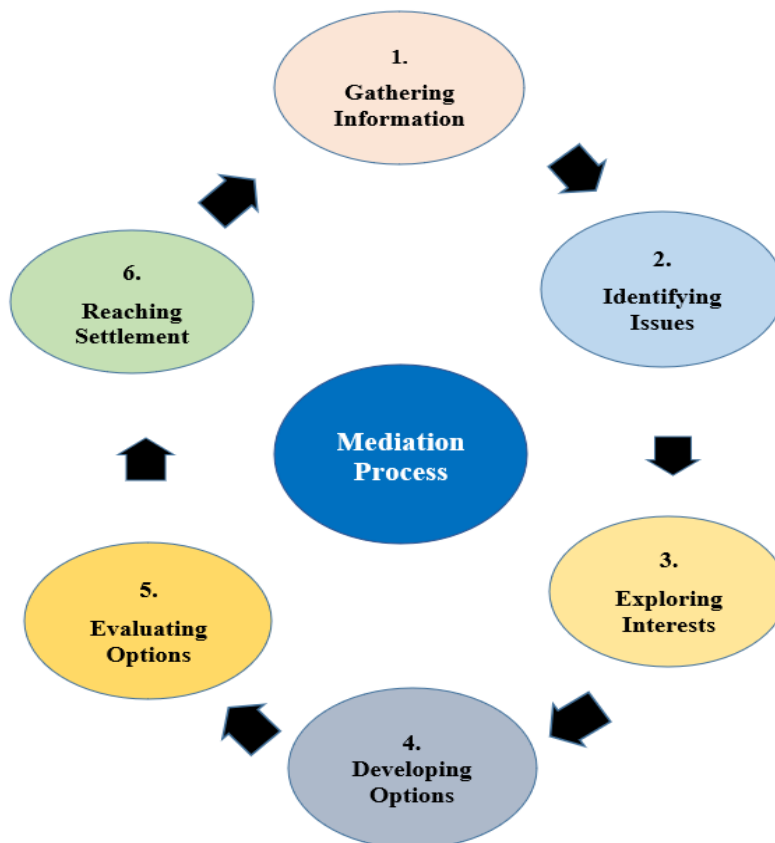 1.
Gathering
Information
2.
Identifying
Issues
3.
Exploring
Interests
4.
Developing
Options
5.
Evaluating
Options
6.
Reaching
Settlement
Mediation
Process